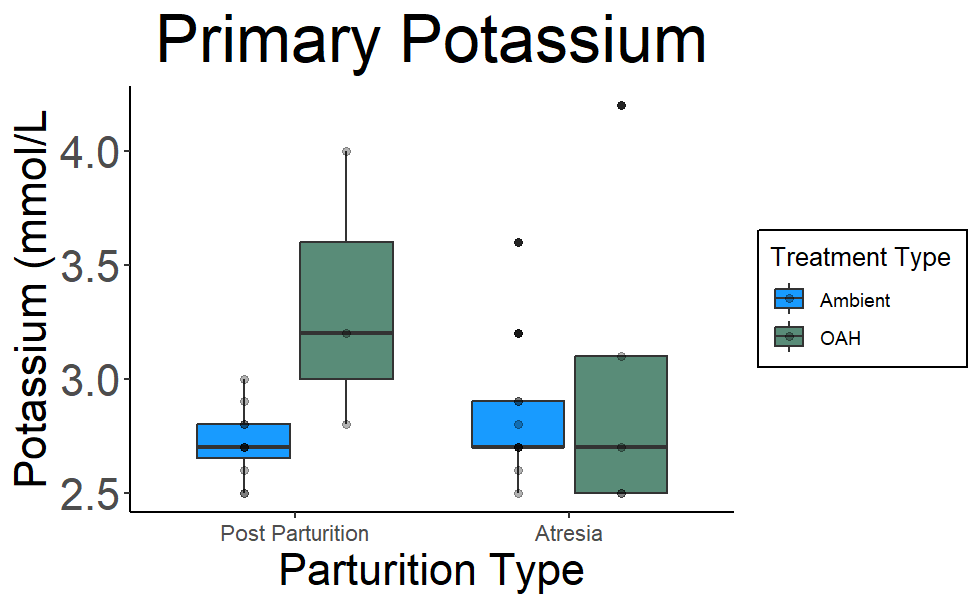 Primary Potassium
Potassium (mmol/L
4.0
3.5
3.0
2.5
Post Parturition
Atresia
Parturition Type
Treatment Type
Ambient
OAH